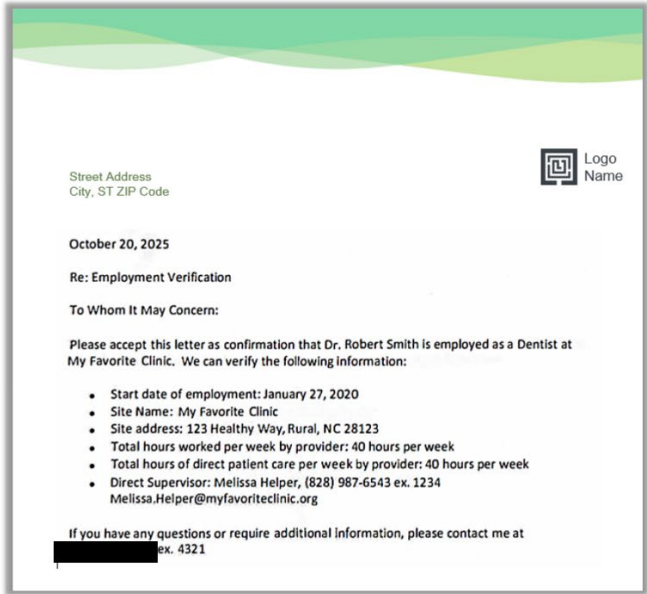 Logo
Name
Street Address
City, ST ZIP Code
October 20, 2025
Re: Employment Verification
To Whom It May Concern:
Please accept this letter as confirmation that Dr. Robert Smith is employed as a Dentist at
My Favorite Clinic. We can verify the following information:
• Start date of employment: January 27, 2020
• Site Name: My Favorite Clinic
• Site address: 123 Healthy Way, Rural, NC 28123
• Total hours worked per week by provider: 40 hours per week
• Total hours of direct patient care per week by provider: 40 hours per week
• Direct Supervisor: Melissa Helper, (828) 987-6543 ex. 1234
Melissa.Helper@myfavoriteclinic.org
If you have any questions or require additional information, please contact me at
ex. 4321